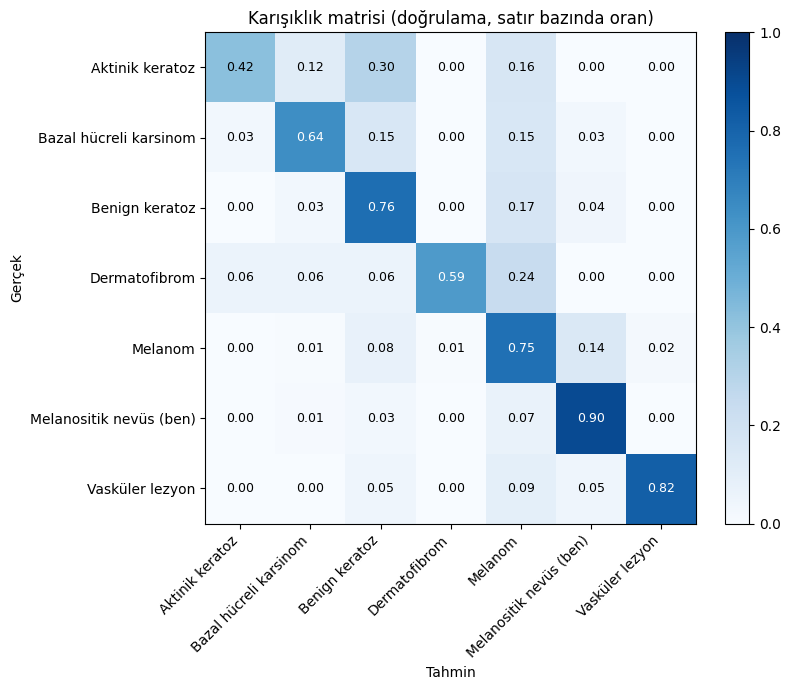 Karışıklık matrisi (doğrulama, satır bazında oran)
Gerçek
Aktinik keratoz 0.42 0.12 0.30 0.00 0.16 0.00 0.00
Bazal hücreli karsinom 0.03 0.64 0.15 0.00 0.15 0.03 0.00
Benign keratoz 0.00 0.03 0.76 0.00 0.17 0.04 0.00
Dermatofibrom 0.06 0.06 0.06 0.59 0.24 0.00 0.00
Melanom 0.00 0.01 0.08 0.01 0.75 0.14 0.02
Melanositik nevüs (ben) 0.00 0.01 0.03 0.00 0.07 0.90 0.00
Vasküler lezyon 0.00 0.00 0.05 0.00 0.09 0.05 0.82
Aktinik keratoz
Bazal hücreli karsinom
Benign keratoz
Dermatofibrom
Melanom
Melanositik nevüs (ben)
Vasküler lezyon
Tahmin
1.0
0.8
0.6
0.4
0.2
0.0